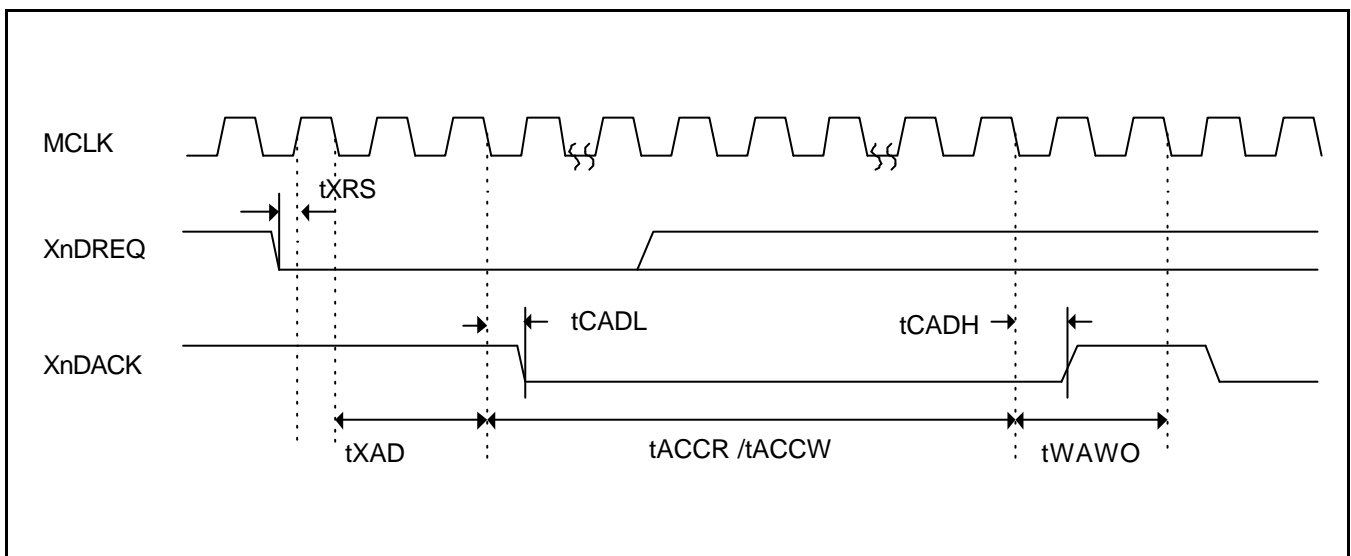 MCLK
tXRS
XnDREQ
tCADL
tCADH
XnDACK
tXAD
tACCR /tACCW
tWAWO